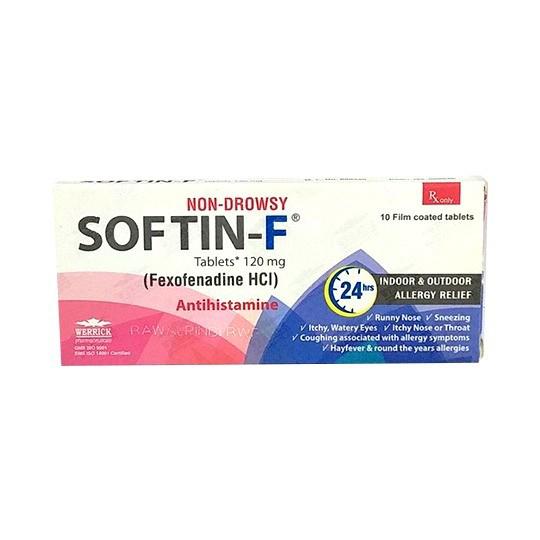 NON-DROWSY
SOFTIN-F®
Tablets* 120 mg
(Fexofenadine HCl)
Antihistamine
Rx only
10 Film coated tablets
24hrs
INDOOR & OUTDOOR
ALLERGY RELIEF
√ Runny Nose √ Sneezing
√ Itchy, Watery Eyes √ Itchy Nose or Throat
√ Coughing associated with allergy symptoms
√ Hayfever & round the years allergies
WERRICK
pharmaceuticals